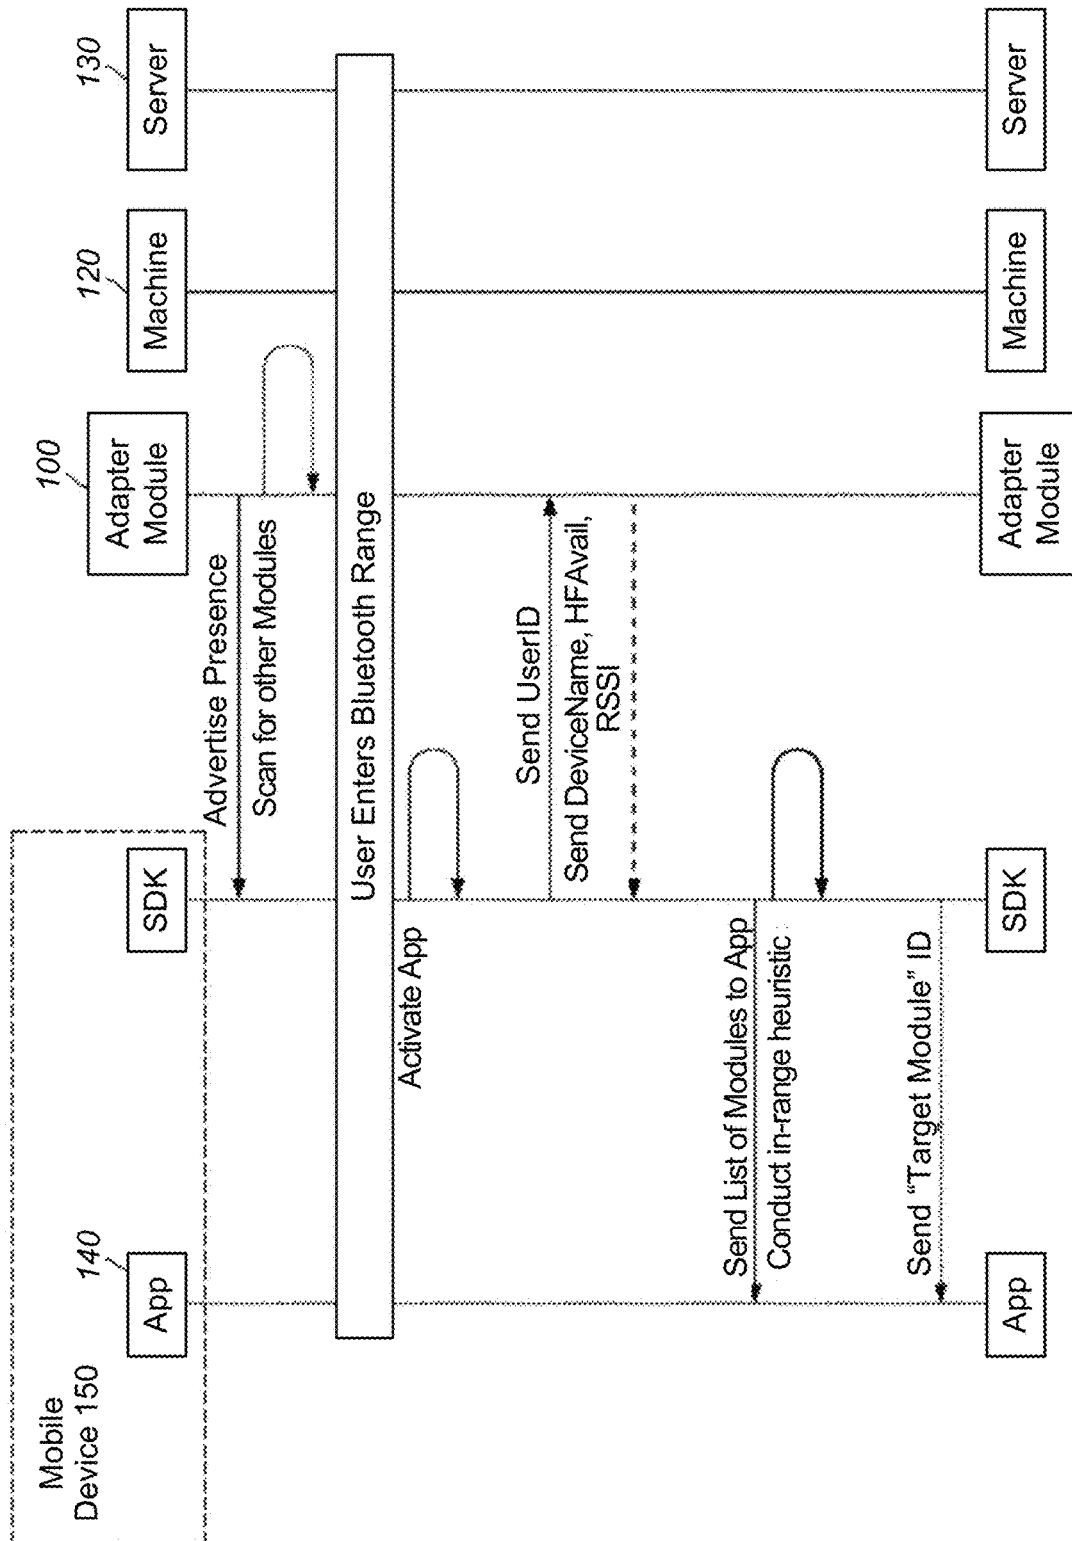 Mobile
Device 150
140
100
120
130
App
SDK
Adapter
Module
Machine
Server
Advertise Presence
Scan for other Modules
User Enters Bluetooth Range
Activate App
Send UserID
Send DeviceName, HFAvail,
RSSI
Send List of Modules to App
Conduct in-range heuristic
Send “Target Module” ID
App
SDK
Adapter
Module
Machine
Server